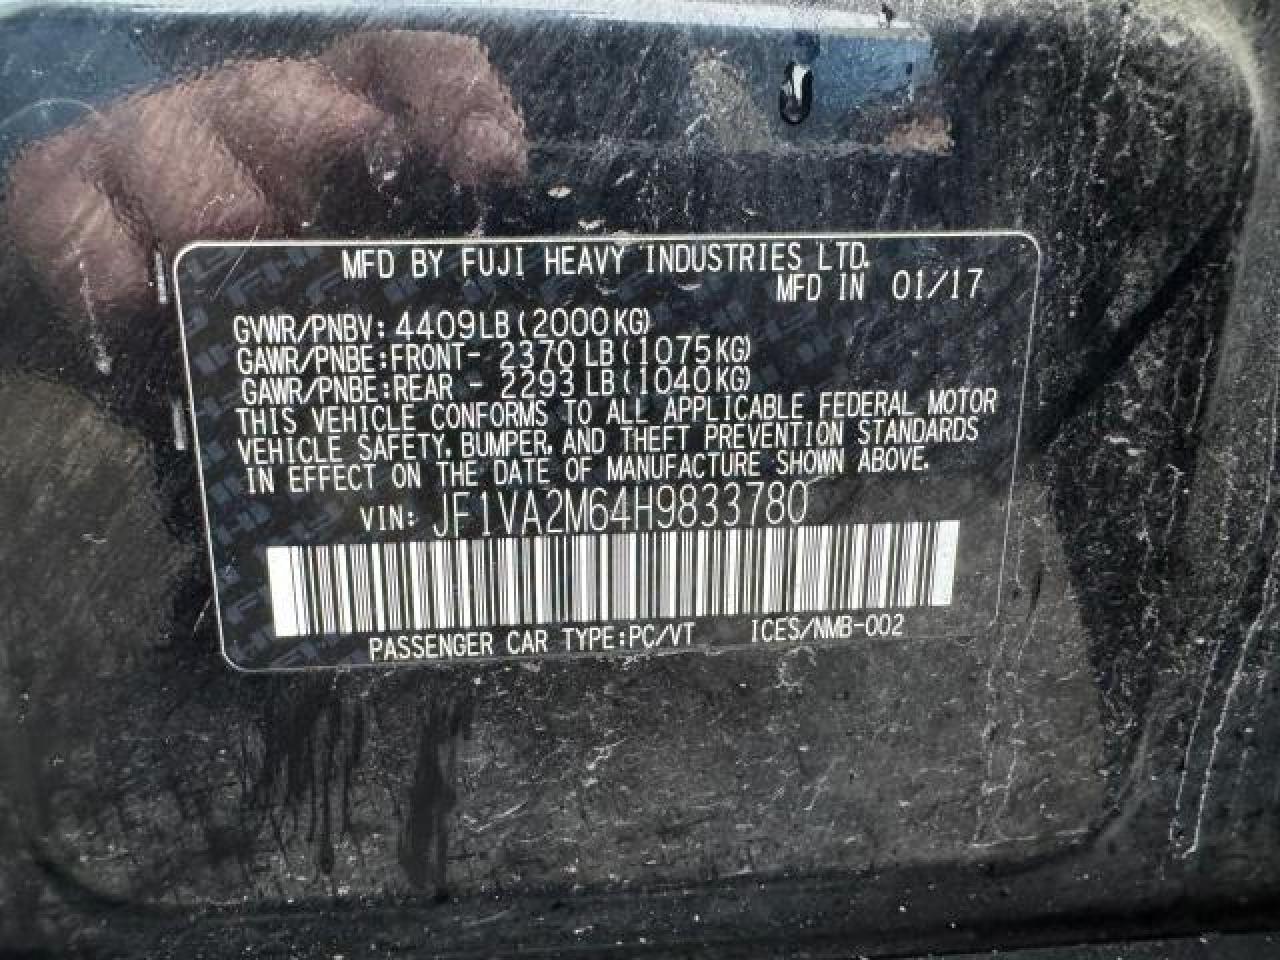 MFD BY FUJI HEAVY INDUSTRIES LTD.
MFD IN 01/17
GVWR/PNBV: 4409LB(2000KG)
GAWR/PNBE:FRONT- 2370LB(1075KG)
GAWR/PNBE:REAR - 2293LB(1040KG)
THIS VEHICLE CONFORMS TO ALL APPLICABLE FEDERAL MOTOR
VEHICLE SAFETY, BUMPER, AND THEFT PREVENTION STANDARDS
IN EFFECT ON THE DATE OF MANUFACTURE SHOWN ABOVE.
VIN: JF1VA2M64H9833780
PASSENGER CAR TYPE:PC/VT ICES/NMB-002